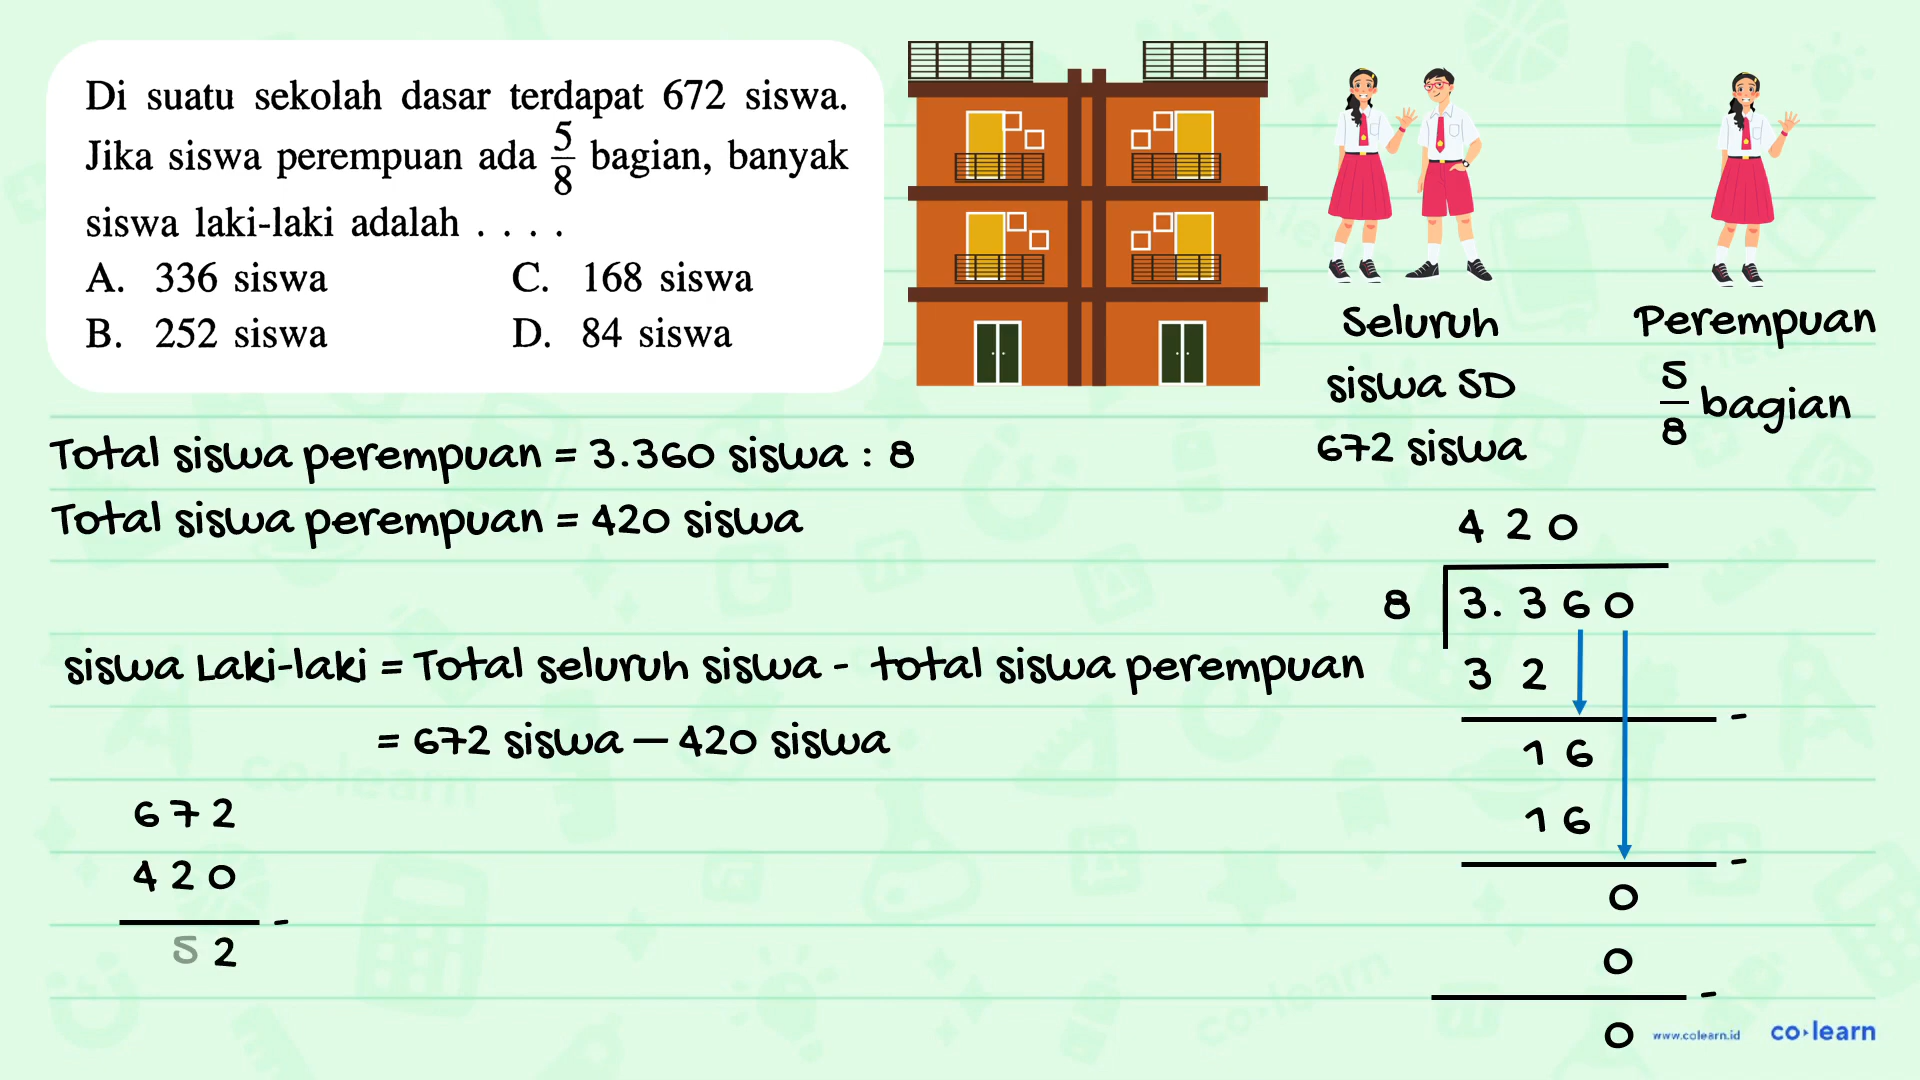 Di suatu sekolah dasar terdapat 672 siswa.
Jika siswa perempuan ada 5/8 bagian, banyak
siswa laki-laki adalah . . . .
A. 336 siswa C. 168 siswa
B. 252 siswa D. 84 siswa
Seluruh
siswa SD
672 siswa
Perempuan
5/8 bagian
Total siswa perempuan = 3.360 siswa : 8
Total siswa perempuan = 420 siswa
siswa Laki-laki = Total seluruh siswa - total siswa perempuan
= 672 siswa — 420 siswa
672
420
-
52
420
8 3.360
32
-
16
16
-
0
0
-
0
www.colearn.id co·learn